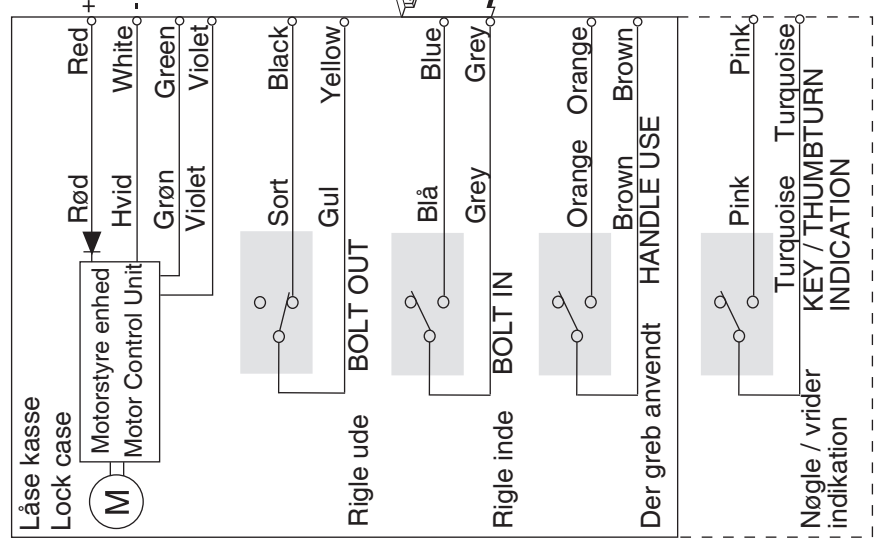 Låse kasse
Lock case
M
Motorstyre enhed
Motor Control Unit
Rød Red +
Hvid White -
Grøn Green
Violet Violet
Sort Black
Gul Yellow
Rigle ude BOLT OUT
Blå Blue
Grey Grey
Rigle inde BOLT IN
Orange Orange
Brown Brown
Der greb anvendt HANDLE USE
Pink Pink
Turquoise Turquoise
Nøgle / vrider
indikation
KEY / THUMBTURN
INDICATION